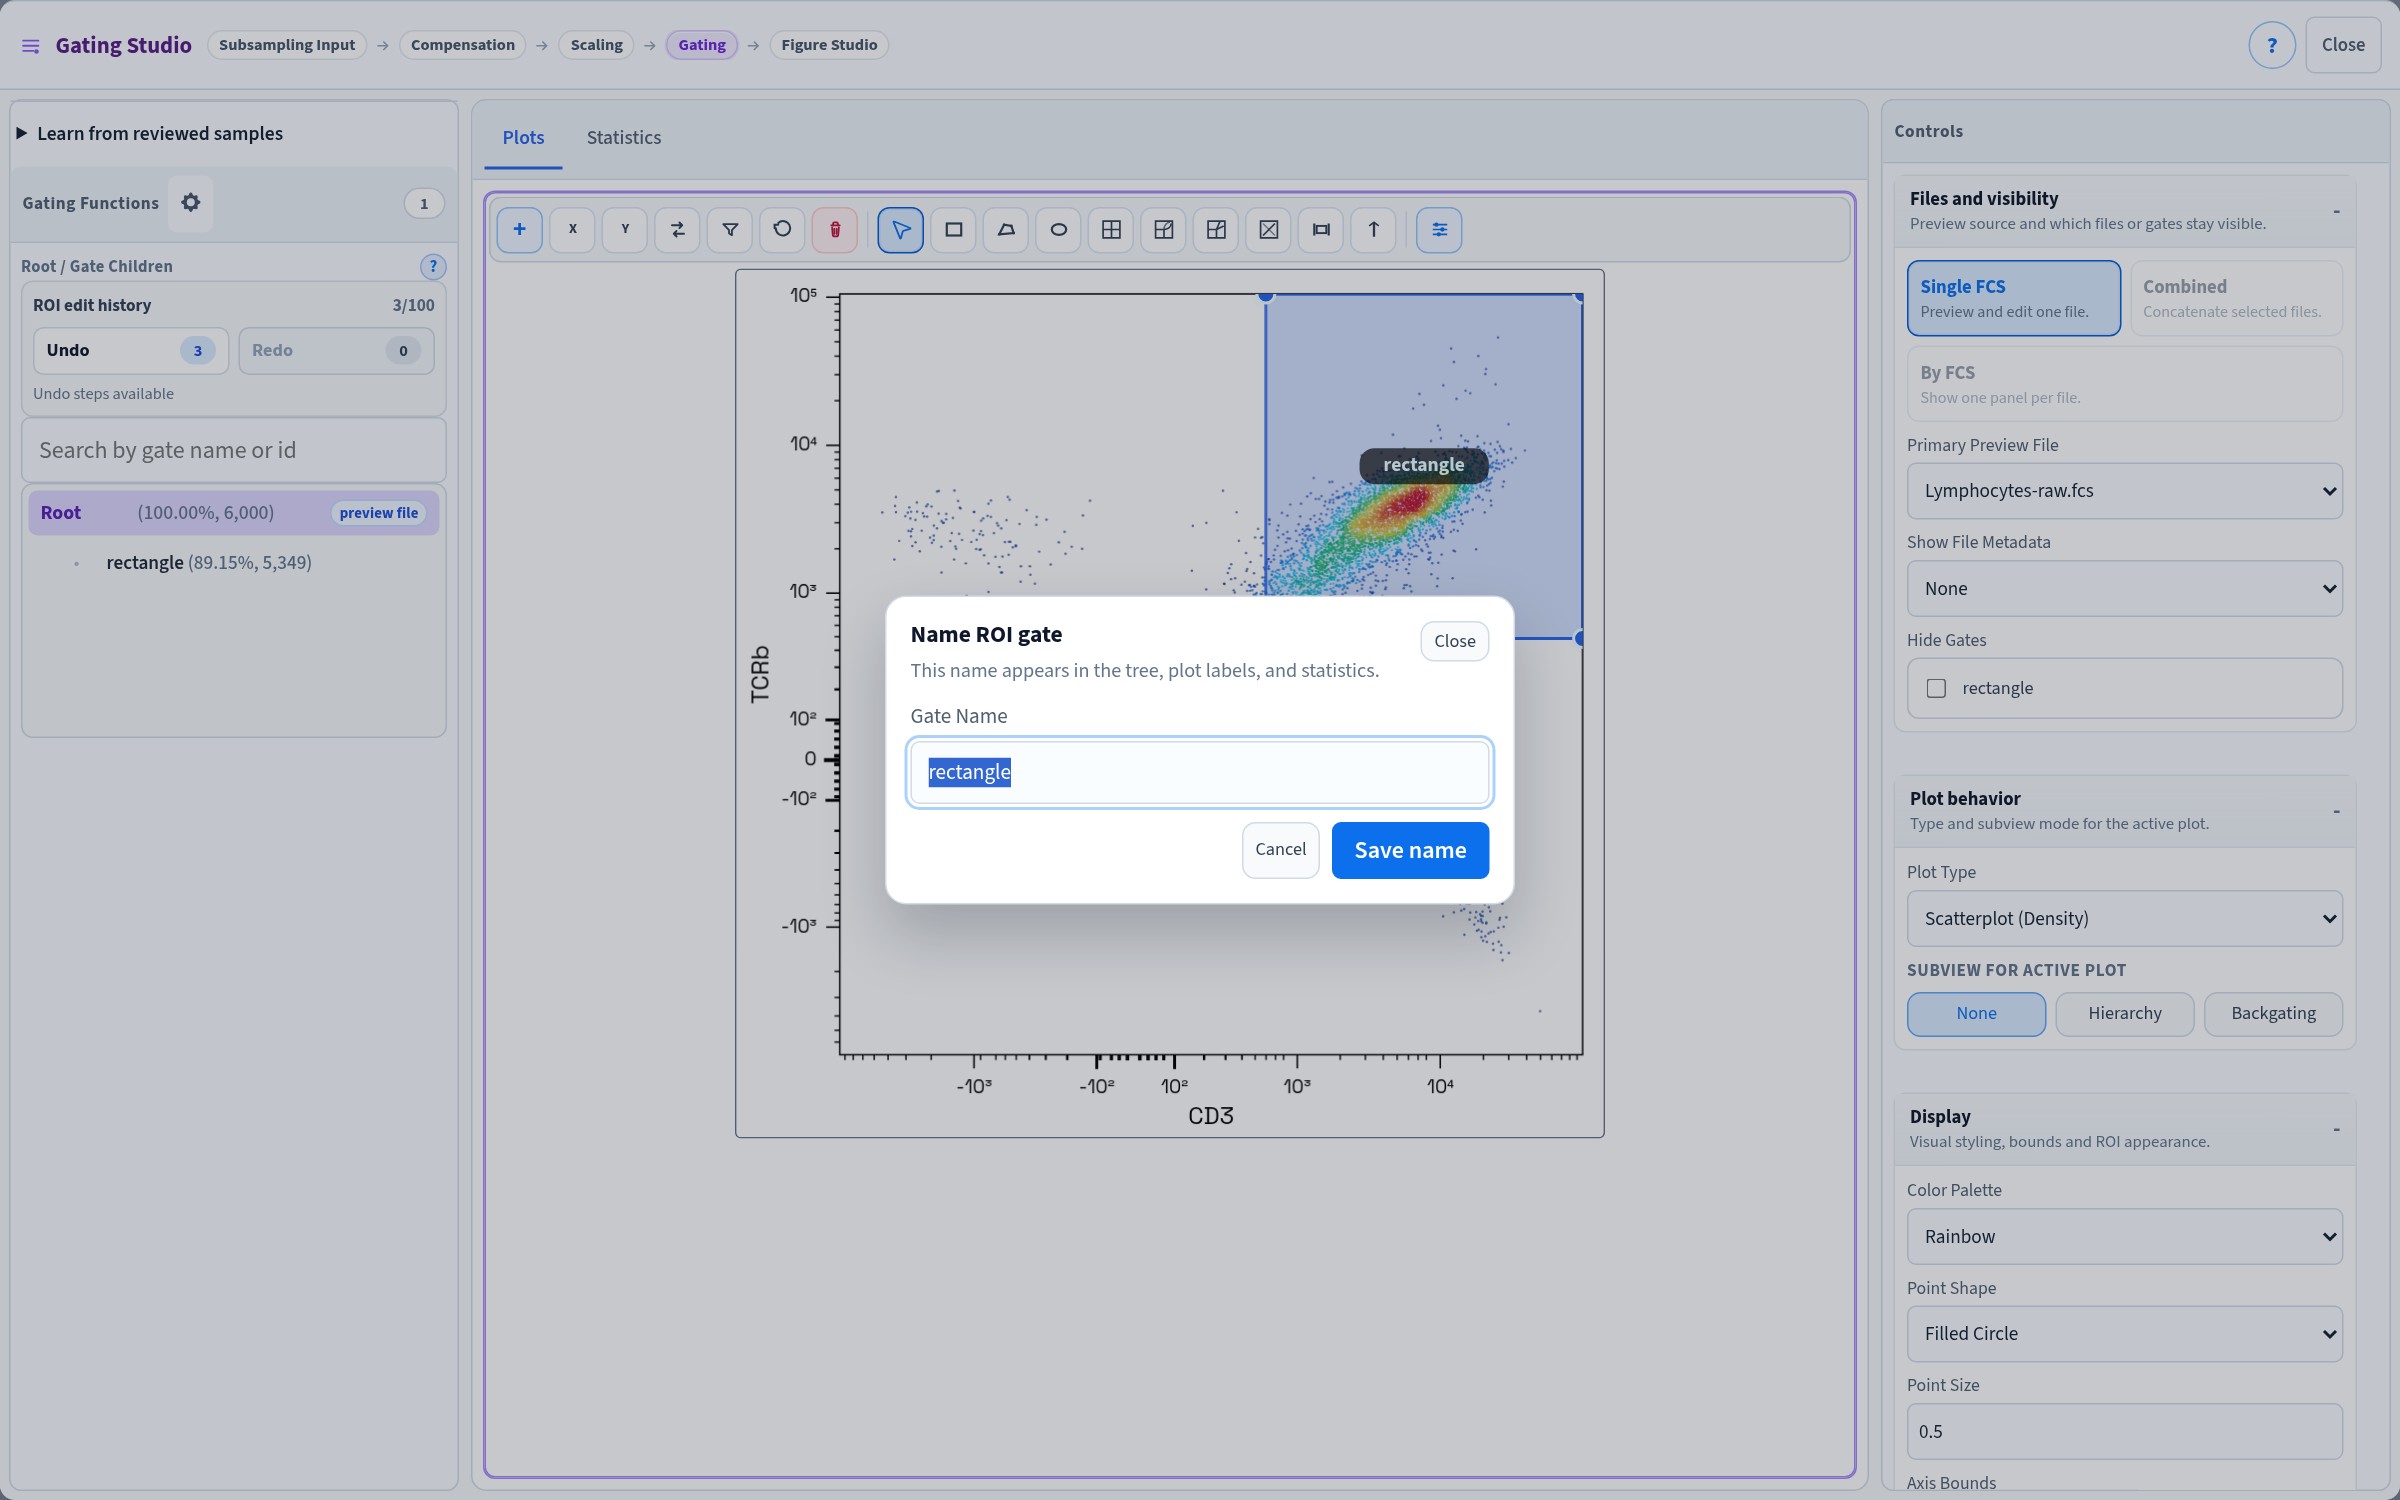 Gating Studio
Subsampling Input → Compensation → Scaling → Gating → Figure Studio
?
Close
Learn from reviewed samples
Gating Functions
1
Root / Gate Children
?
ROI edit history
3/100
Undo 3
Redo 0
Undo steps available
Search by gate name or id
Root (100.00%, 6,000) preview file
rectangle (89.15%, 5,349)
Plots
Statistics
+ X Y
10⁵
10⁴
10³
10²
0
-10²
-10³
TCRb
rectangle
-10³ -10² 10² 10³ 10⁴
CD3
Name ROI gate
Close
This name appears in the tree, plot labels, and statistics.
Gate Name
rectangle
Cancel
Save name
Controls
Files and visibility
Preview source and which files or gates stay visible.
-
Single FCS
Preview and edit one file.
Combined
Concatenate selected files.
By FCS
Show one panel per file.
Primary Preview File
Lymphocytes-raw.fcs
Show File Metadata
None
Hide Gates
rectangle
Plot behavior
Type and subview mode for the active plot.
-
Plot Type
Scatterplot (Density)
SUBVIEW FOR ACTIVE PLOT
None
Hierarchy
Backgating
Display
Visual styling, bounds and ROI appearance.
-
Color Palette
Rainbow
Point Shape
Filled Circle
Point Size
0.5
Axis Bounds